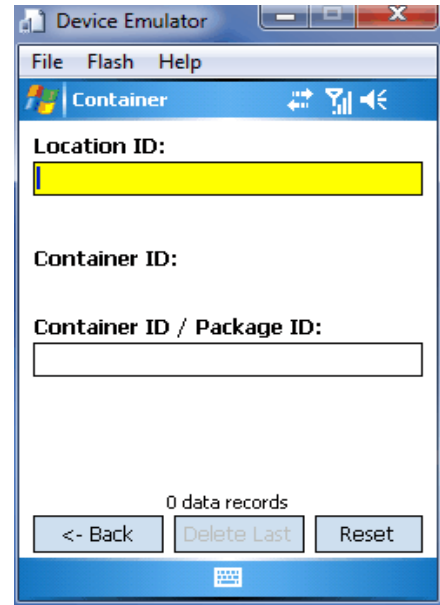 Device Emulator
File Flash Help
Container
Location ID:
Container ID:
Container ID / Package ID:
0 data records
<- Back Delete Last Reset